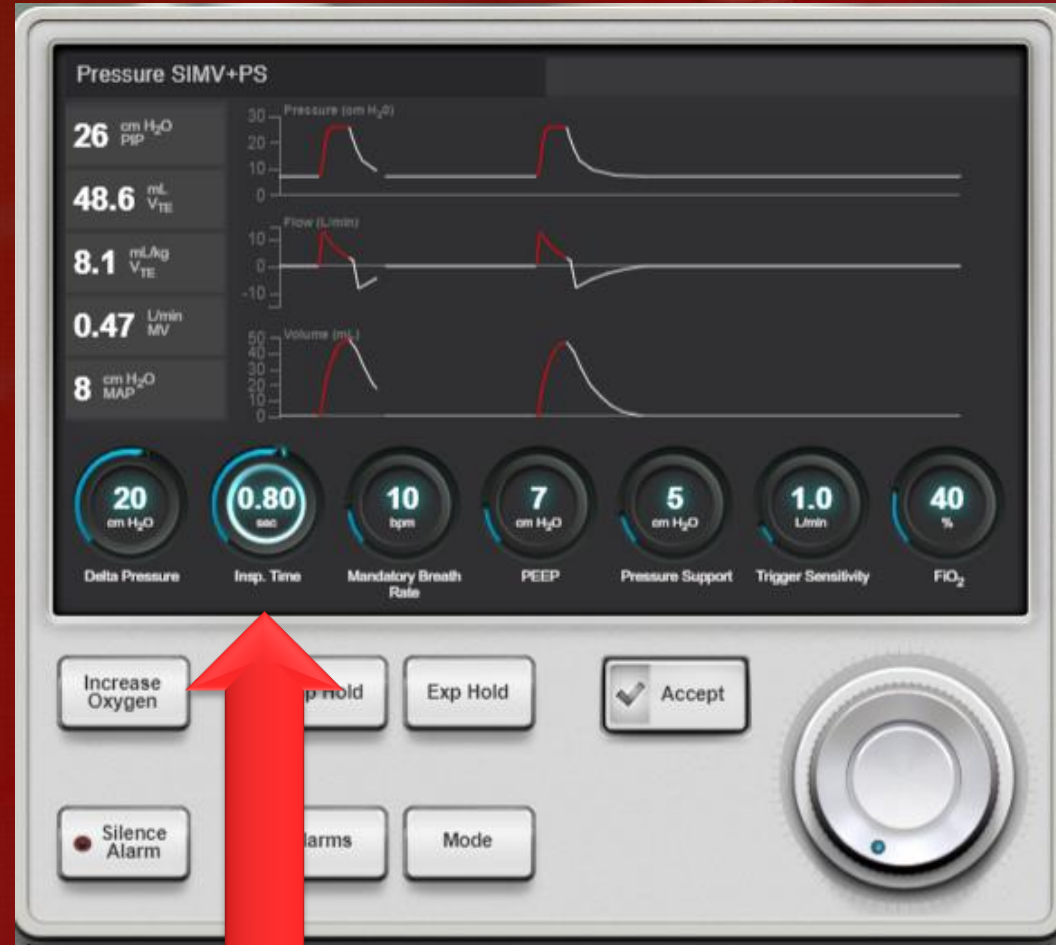 Pressure SIMV+PS
26 cm H₂O PIP
48.6 mL VTE
8.1 mL/kg VTE
0.47 L/min MV
8 cm H₂O MAP
Pressure (cm H₂0)
30
20
10
0
Flow (L/min)
10
0
-10
Volume (mL)
50
40
30
20
10
0
20
cm H₂O
Delta Pressure
0.80
sec
Insp. Time
10
bpm
Mandatory Breath
Rate
7
cm H₂O
PEEP
5
cm H₂O
Pressure Support
1.0
L/min
Trigger Sensitivity
40
%
FiO₂
Increase
Oxygen
p Hold
Exp Hold
Accept
Silence
Alarm
larms
Mode